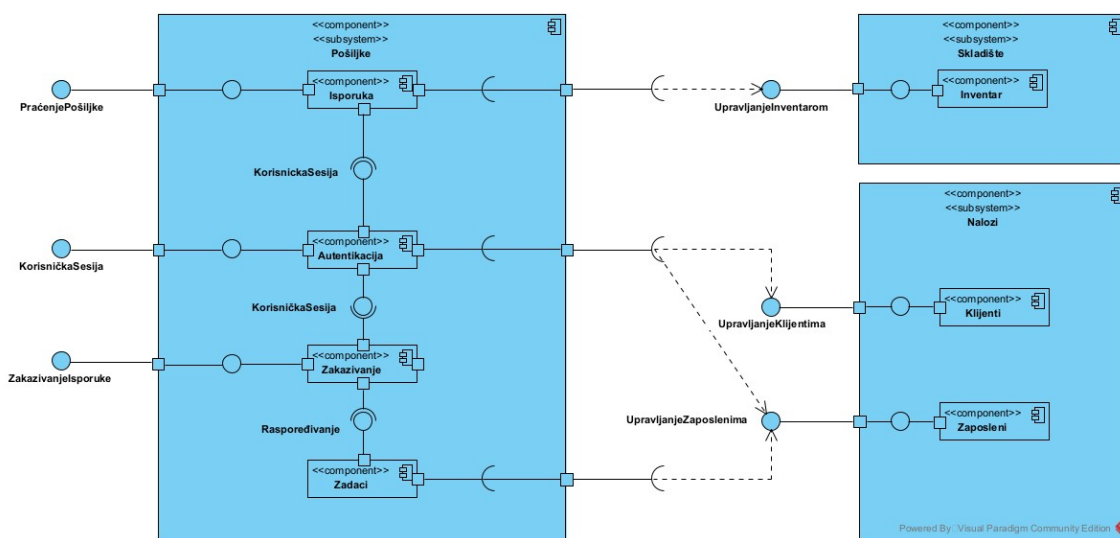 <<component>>
<<subsystem>>
Pošiljke
<<component>>
Isporuka
PraćenjePošiljke
KorisnickaSesija
<<component>>
Autentikacija
KorisničkaSesija
KorisničkaSesija
<<component>>
Zakazivanje
ZakazivanjeIsporuke
Raspoređivanje
<<component>>
Zadaci
UpravljanjeInventarom
<<component>>
<<subsystem>>
Skladište
<<component>>
Inventar
<<component>>
<<subsystem>>
Nalozi
UpravljanjeKlijentima
<<component>>
Klijenti
UpravljanjeZaposlenima
<<component>>
Zaposleni
Powered By Visual Paradigm Community Edition